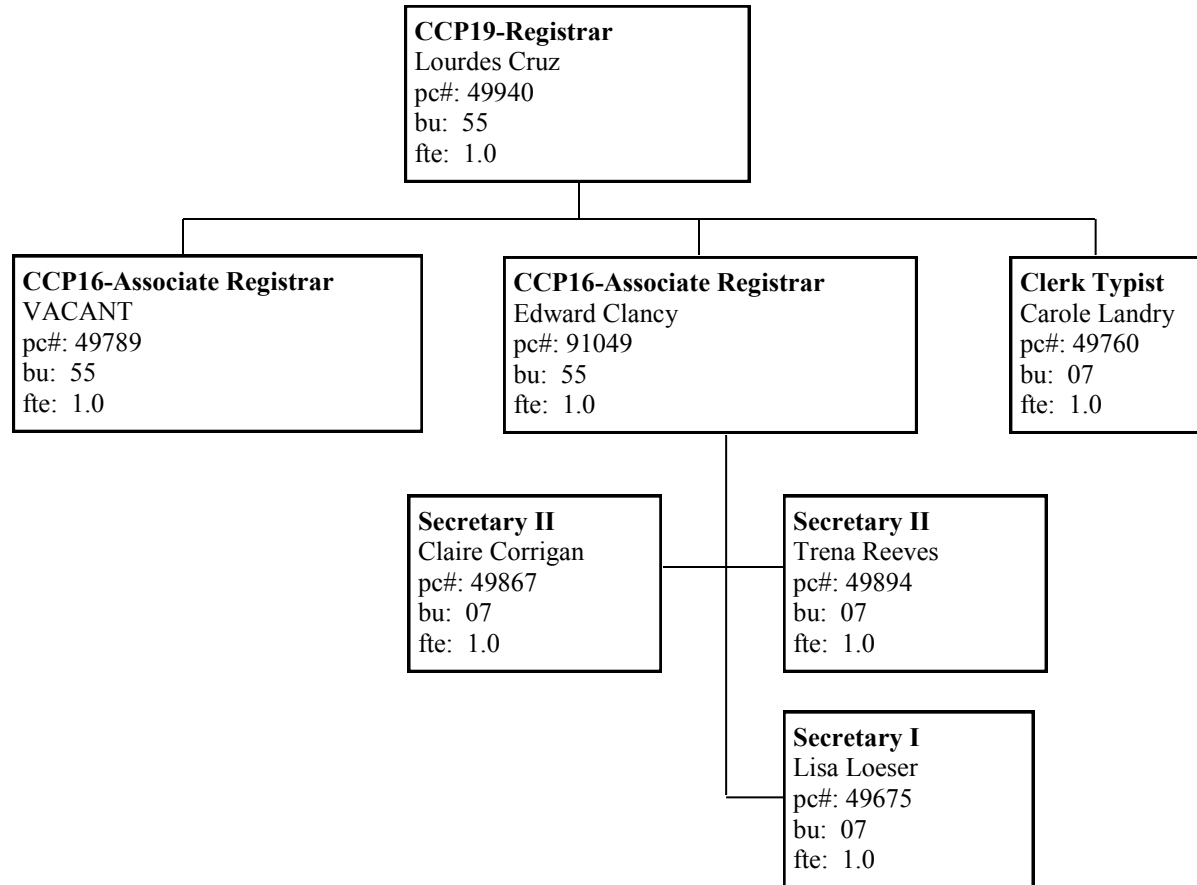 CCP19-Registrar
Lourdes Cruz
pc#: 49940
bu:  55
fte:  1.0
CCP16-Associate Registrar
VACANT
pc#: 49789
bu:  55
fte:  1.0
CCP16-Associate Registrar
Edward Clancy
pc#: 91049
bu:  55
fte:  1.0
Clerk Typist
Carole Landry
pc#: 49760
bu:  07
fte:  1.0
Secretary II
Claire Corrigan
pc#: 49867
bu:  07
fte:  1.0
Secretary II
Trena Reeves
pc#: 49894
bu:  07
fte:  1.0
Secretary I
Lisa Loeser
pc#: 49675
bu:  07
fte:  1.0